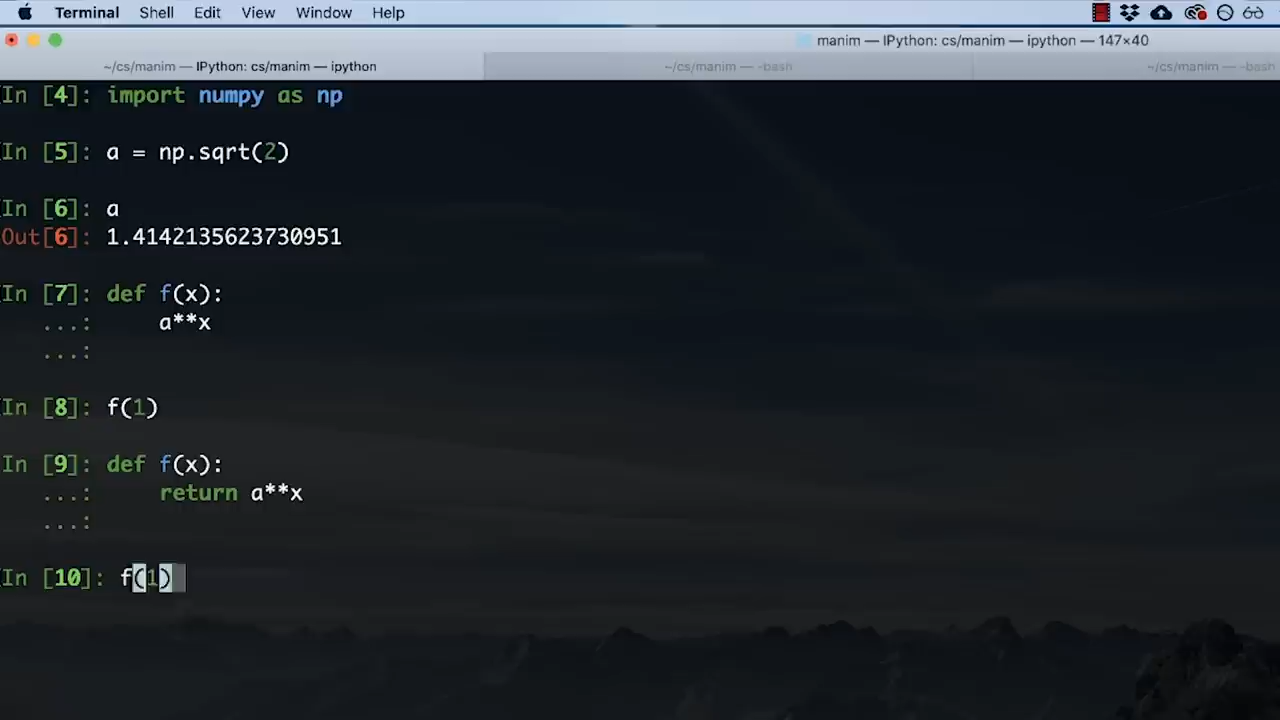 Terminal Shell Edit View Window Help
manim — IPython: cs/manim — ipython — 147×40
~/cs/manim — IPython: cs/manim — ipython
~/cs/manim — -bash
~/cs/manim — -bash
In [4]: import numpy as np
In [5]: a = np.sqrt(2)
In [6]: a
Out[6]: 1.4142135623730951
In [7]: def f(x):
...: a**x
...:
In [8]: f(1)
In [9]: def f(x):
...: return a**x
...:
In [10]: f(1)